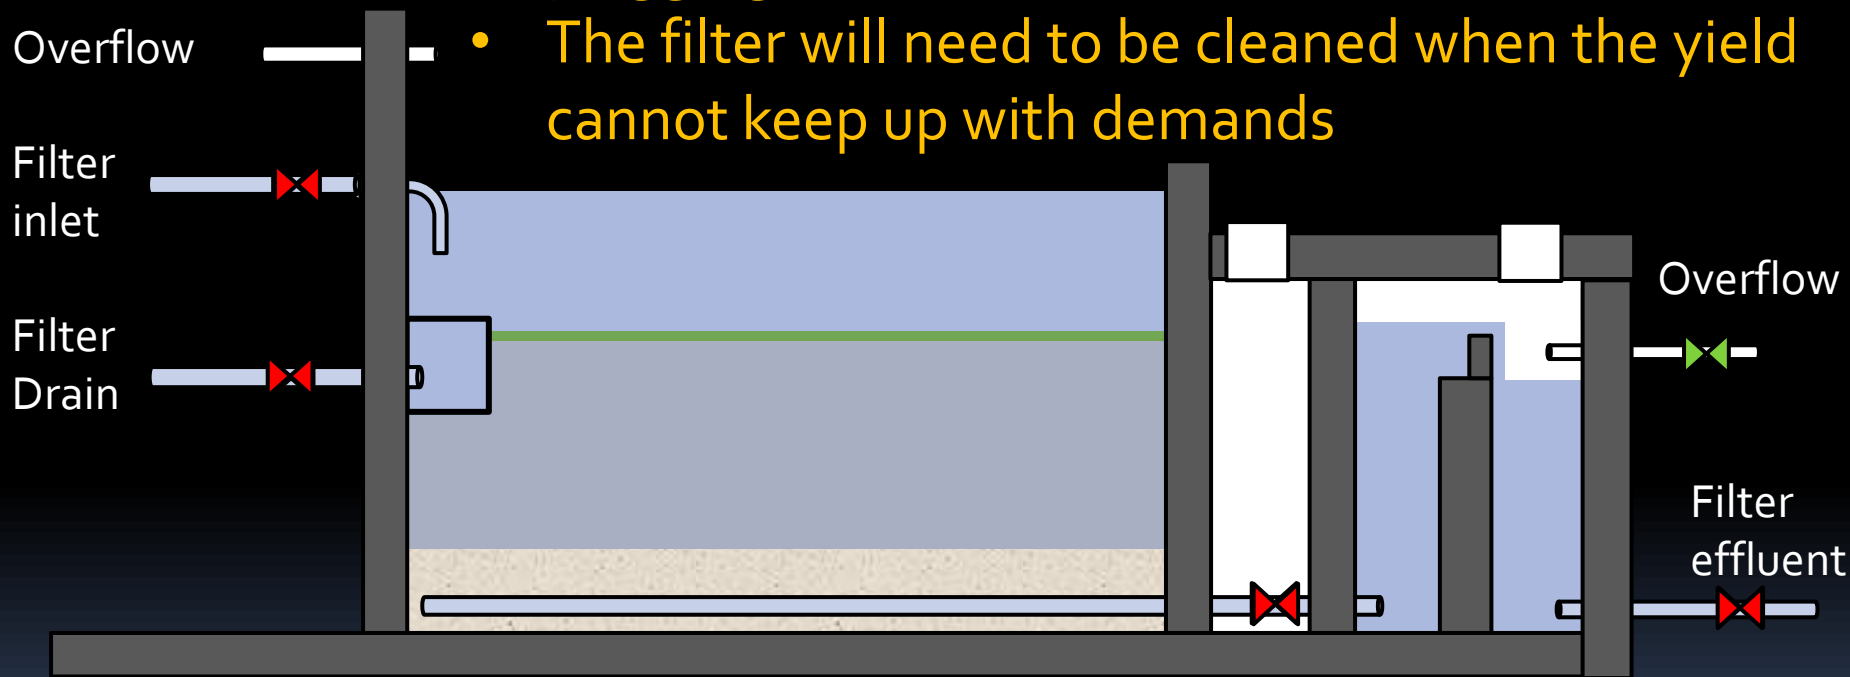 • The filter will need to be cleaned when the yield
cannot keep up with demands
Overflow
Filter
inlet
Filter
Drain
Overflow
Filter
effluent